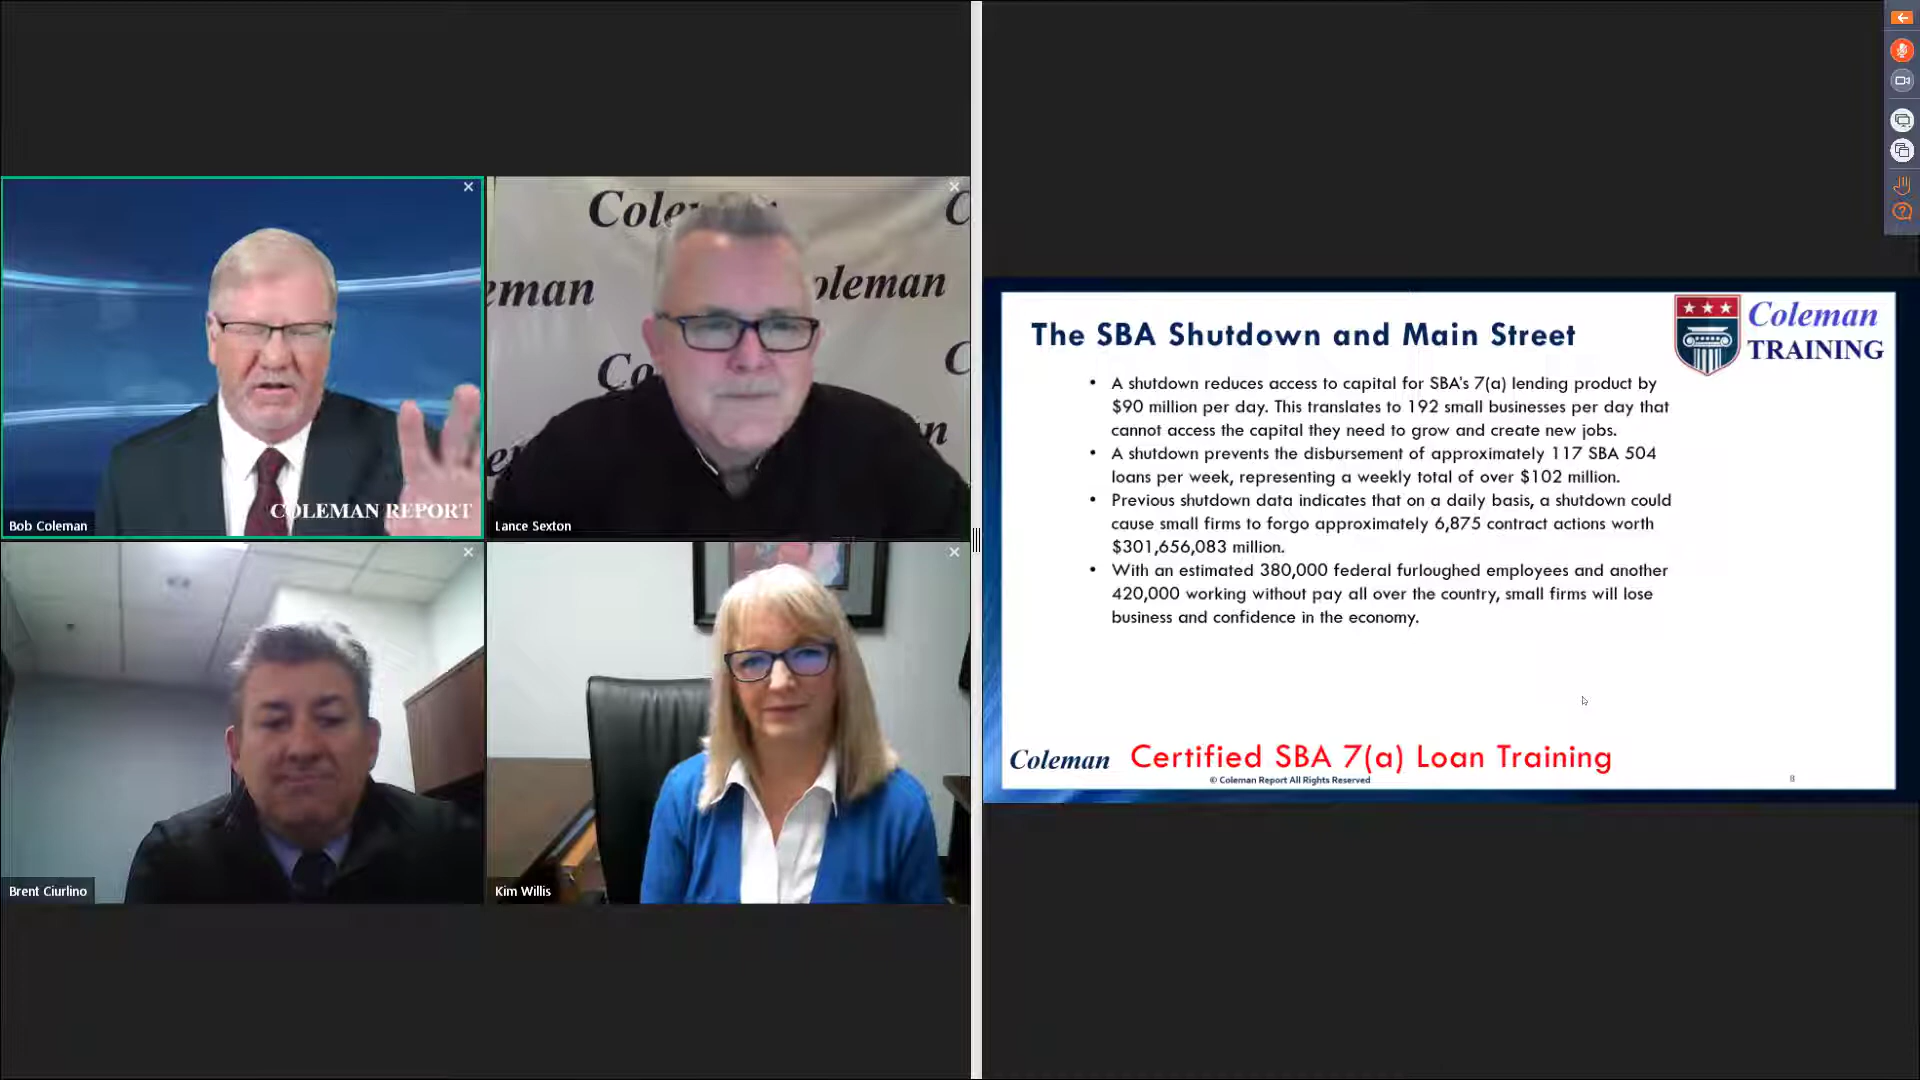 Cole
C
eman
oleman
Co
C
n
en
COLEMAN REPORT
Bob Coleman
Lance Sexton
Brent Ciurlino
Kim Willis
The SBA Shutdown and Main Street
Coleman
TRAINING
• A shutdown reduces access to capital for SBA's 7(a) lending product by
$90 million per day. This translates to 192 small businesses per day that
cannot access the capital they need to grow and create new jobs.
• A shutdown prevents the disbursement of approximately 117 SBA 504
loans per week, representing a weekly total of over $102 million.
• Previous shutdown data indicates that on a daily basis, a shutdown could
cause small firms to forgo approximately 6,875 contract actions worth
$301,656,083 million.
• With an estimated 380,000 federal furloughed employees and another
420,000 working without pay all over the country, small firms will lose
business and confidence in the economy.
Coleman Certified SBA 7(a) Loan Training
© Coleman Report All Rights Reserved
8